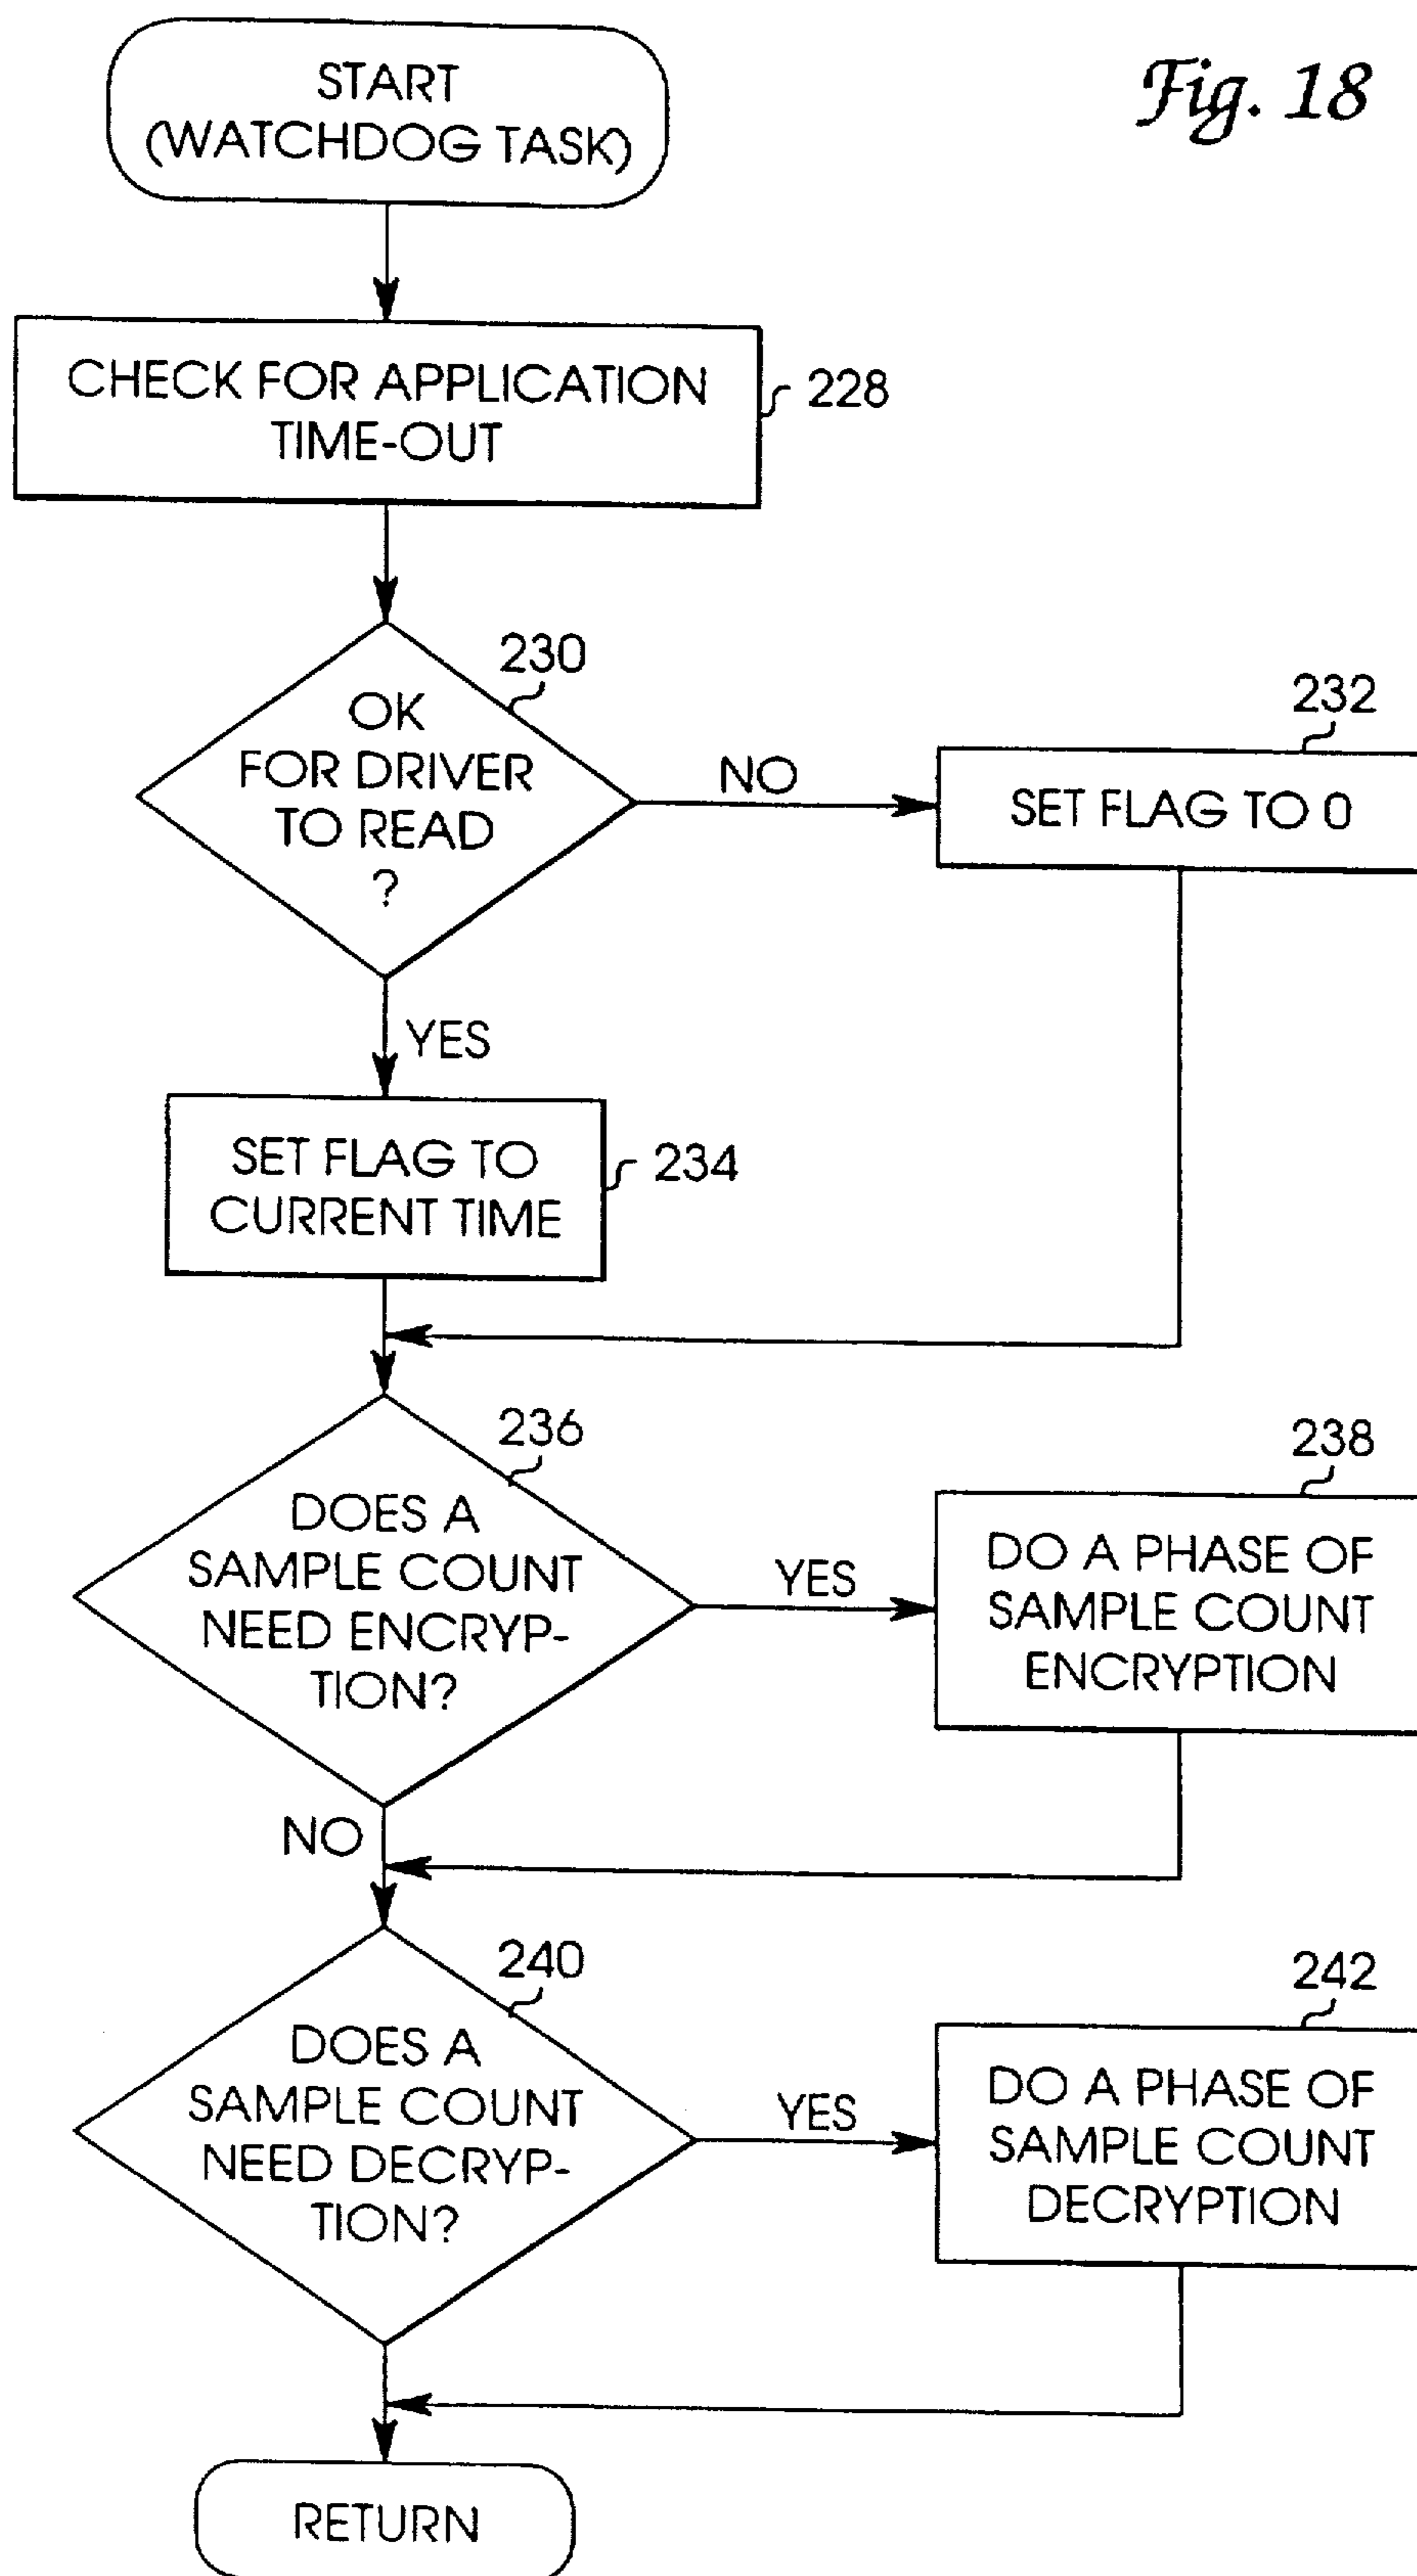 Fig. 18
START
(WATCHDOG TASK)
CHECK FOR APPLICATION
TIME-OUT
228
230
OK
FOR DRIVER
TO READ
?
NO
232
SET FLAG TO 0
YES
SET FLAG TO
CURRENT TIME
234
236
DOES A
SAMPLE COUNT
NEED ENCRYP-
TION?
YES
238
DO A PHASE OF
SAMPLE COUNT
ENCRYPTION
NO
240
DOES A
SAMPLE COUNT
NEED DECRYP-
TION?
YES
242
DO A PHASE OF
SAMPLE COUNT
DECRYPTION
RETURN